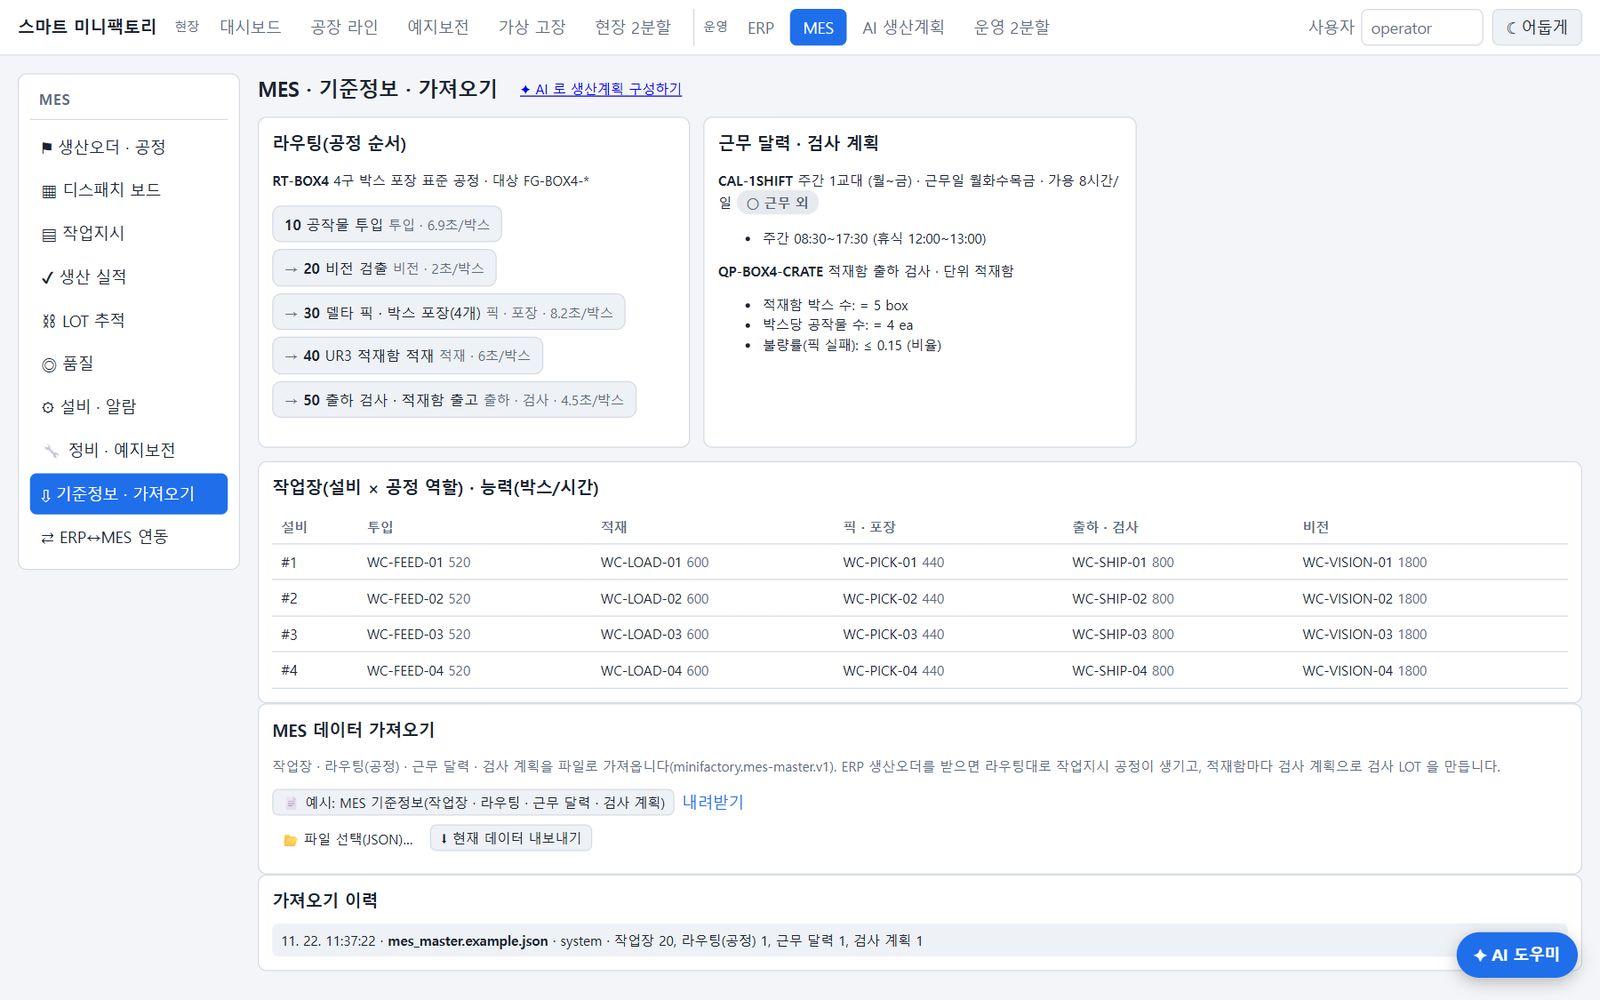 스마트 미니팩토리 현장 대시보드 공장 라인 예지보전 가상 고장 현장 2분할 운영 ERP MES AI 생산계획 운영 2분할 사용자 operator ☾ 어둡게
MES
⚑ 생산오더 · 공정
▦ 디스패치 보드
▤ 작업지시
✔ 생산 실적
⛓ LOT 추적
◎ 품질
⚙ 설비 · 알람
🔧 정비 · 예지보전
⇩ 기준정보 · 가져오기
⇄ ERP↔MES 연동
MES · 기준정보 · 가져오기 ✦ AI 로 생산계획 구성하기
라우팅(공정 순서)
RT-BOX4 4구 박스 포장 표준 공정 · 대상 FG-BOX4-*
10 공작물 투입 투입 · 6.9초/박스
→ 20 비전 검출 비전 · 2초/박스
→ 30 델타 픽 · 박스 포장(4개) 픽 · 포장 · 8.2초/박스
→ 40 UR3 적재함 적재 적재 · 6초/박스
→ 50 출하 검사 · 적재함 출고 출하 · 검사 · 4.5초/박스
근무 달력 · 검사 계획
CAL-1SHIFT 주간 1교대 (월~금) · 근무일 월화수목금 · 가용 8시간/
일 ○ 근무 외
• 주간 08:30~17:30 (휴식 12:00~13:00)
QP-BOX4-CRATE 적재함 출하 검사 · 단위 적재함
• 적재함 박스 수: = 5 box
• 박스당 공작물 수: = 4 ea
• 불량률(픽 실패): ≤ 0.15 (비율)
작업장(설비 × 공정 역할) · 능력(박스/시간)
설비 투입 적재 픽 · 포장 출하 · 검사 비전
#1 WC-FEED-01 520 WC-LOAD-01 600 WC-PICK-01 440 WC-SHIP-01 800 WC-VISION-01 1800
#2 WC-FEED-02 520 WC-LOAD-02 600 WC-PICK-02 440 WC-SHIP-02 800 WC-VISION-02 1800
#3 WC-FEED-03 520 WC-LOAD-03 600 WC-PICK-03 440 WC-SHIP-03 800 WC-VISION-03 1800
#4 WC-FEED-04 520 WC-LOAD-04 600 WC-PICK-04 440 WC-SHIP-04 800 WC-VISION-04 1800
MES 데이터 가져오기
작업장 · 라우팅(공정) · 근무 달력 · 검사 계획을 파일로 가져옵니다(minifactory.mes-master.v1). ERP 생산오더를 받으면 라우팅대로 작업지시 공정이 생기고, 적재함마다 검사 계획으로 검사 LOT 을 만듭니다.
📄 예시: MES 기준정보(작업장 · 라우팅 · 근무 달력 · 검사 계획) 내려받기
📂 파일 선택(JSON)... ⬇ 현재 데이터 내보내기
가져오기 이력
11. 22. 11:37:22 · mes_master.example.json · system · 작업장 20, 라우팅(공정) 1, 근무 달력 1, 검사 계획 1
✦ AI 도우미